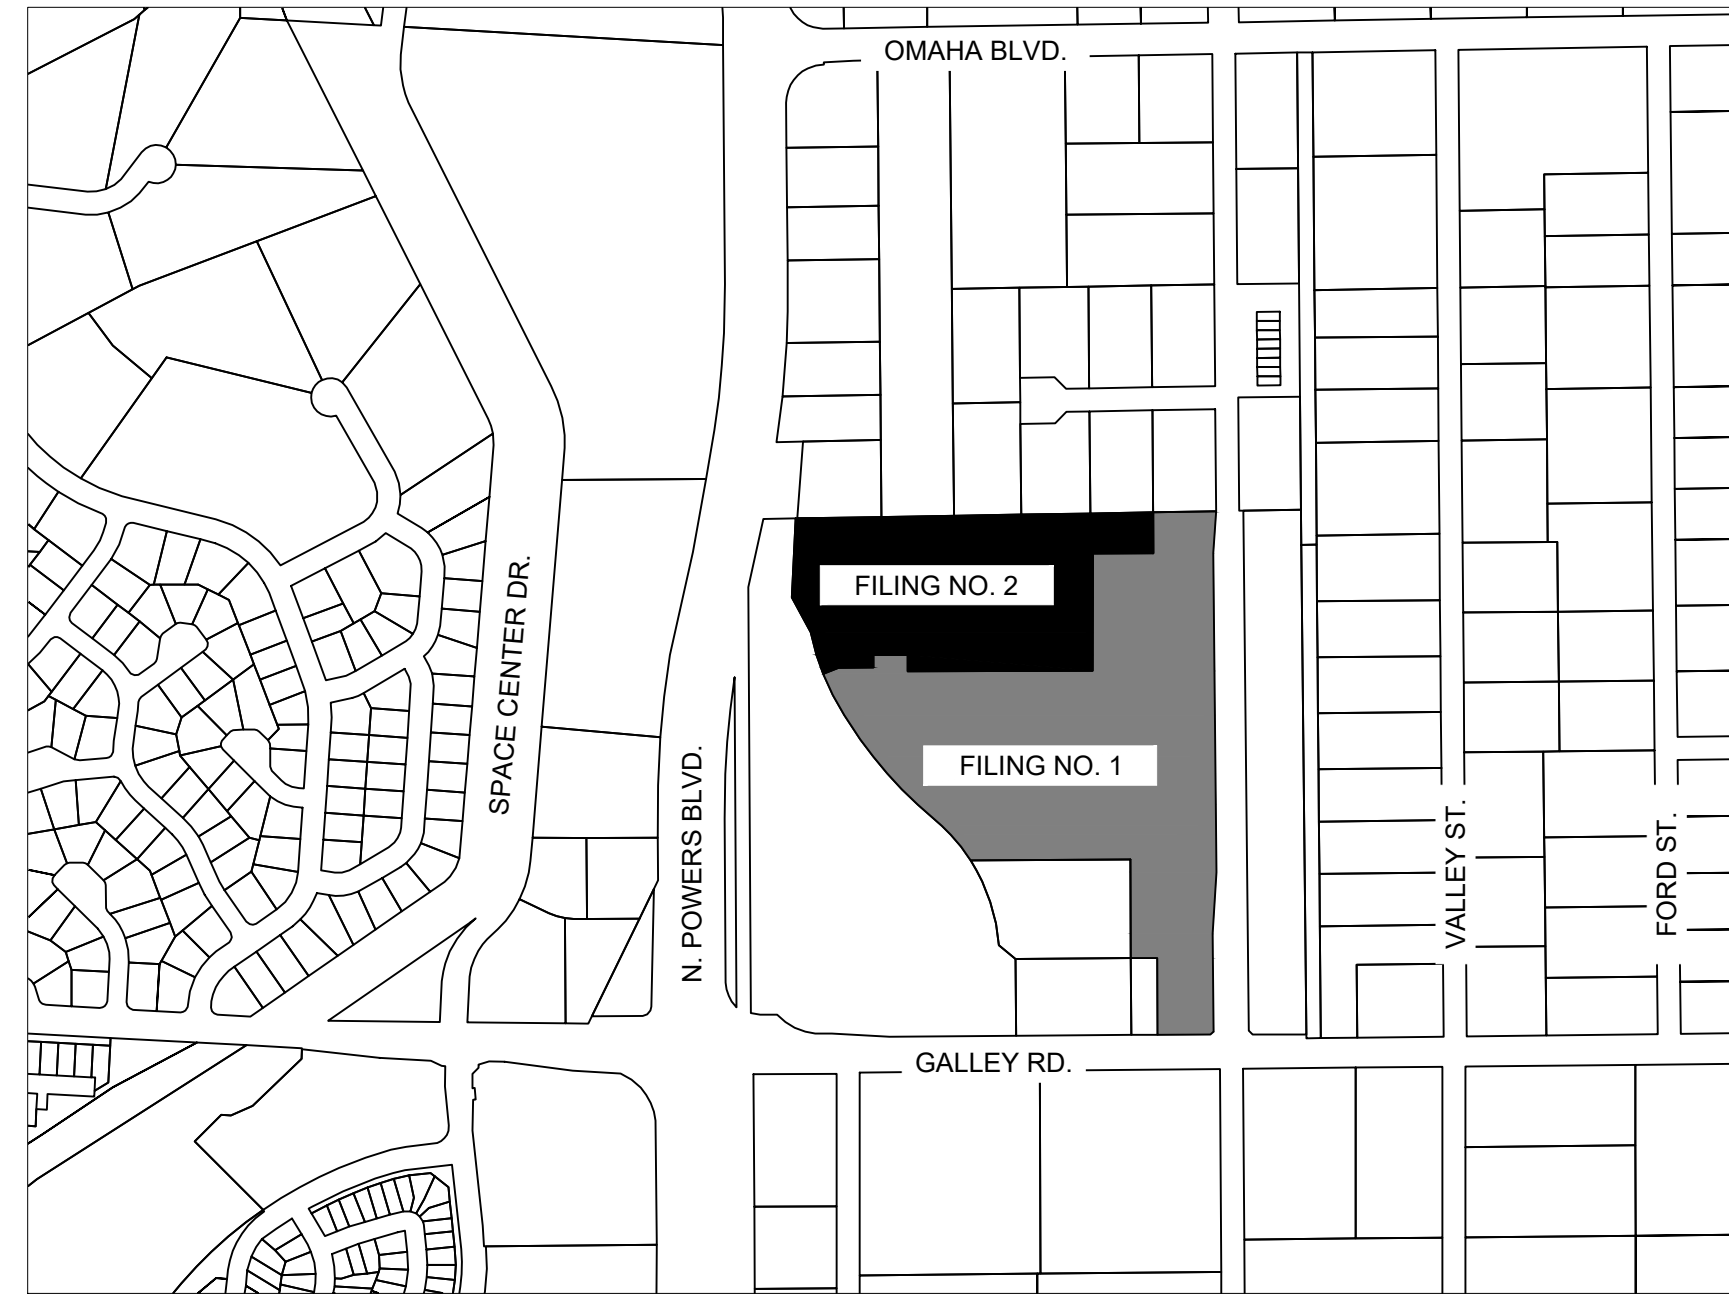 OMAHA BLVD.
FILING NO. 2
SPACE CENTER DR.
N. POWERS BLVD.
FILING NO. 1
VALLEY ST.
FORD ST.
GALLEY RD.